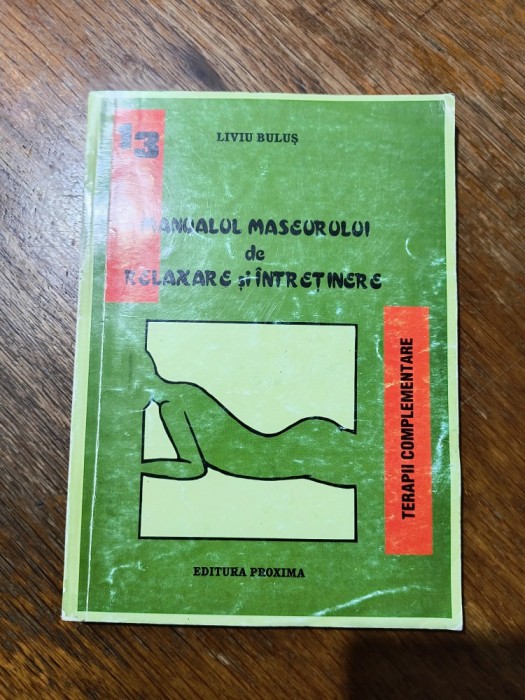 13
LIVIU BULUȘ
MANUALUL MASEURULUI
de
RELAXARE și ÎNTREȚINERE
TERAPII COMPLEMENTARE
EDITURA PROXIMA